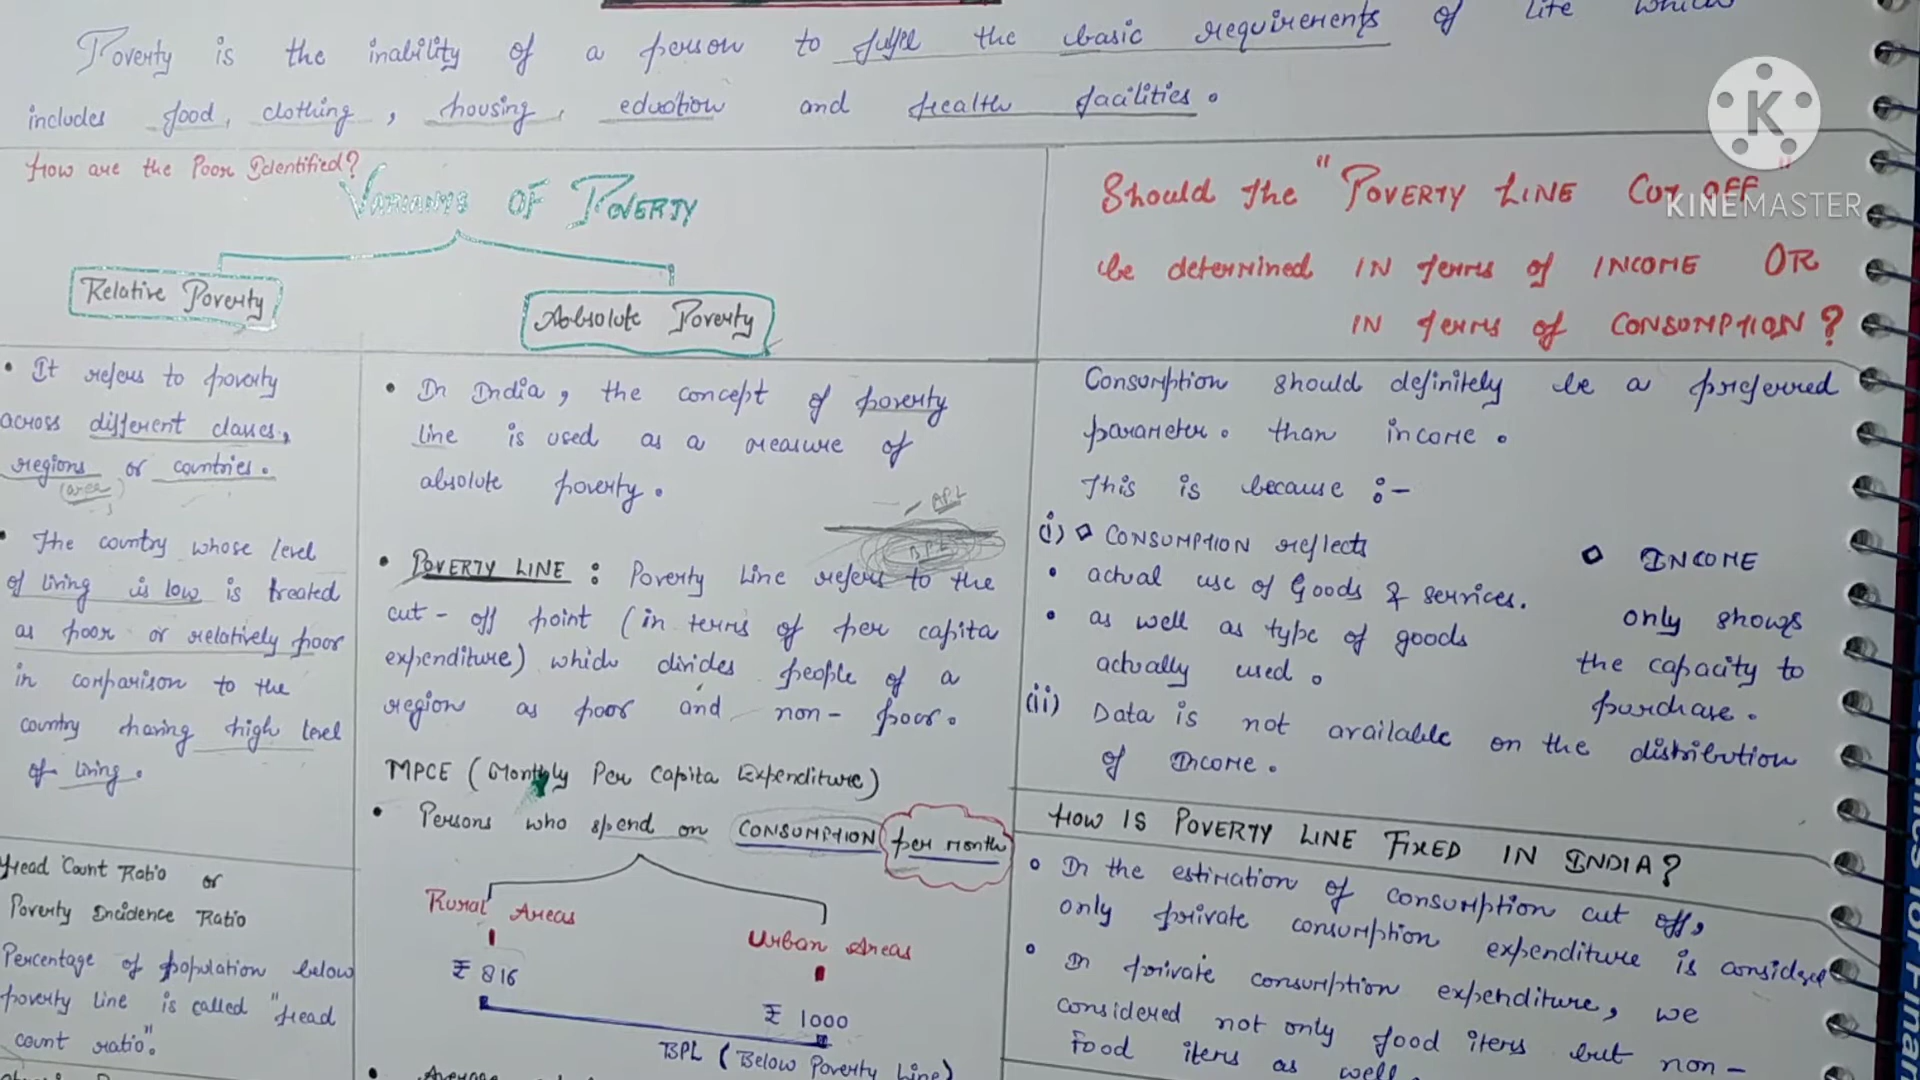 Poverty is the inability of a person to fulfil the basic requirements of life which
includes food, clothing, housing, eduction and health facilities.
How are the Poor Identified?
VARIANTS OF POVERTY
Relative Poverty
Absolute Poverty
• It refers to poverty
across different classes,
regions or countries.
(area)
• The country whose level
of living is low is treated
as poor or relatively poor
in comparison to the
country having high level
of living.
Head Count Ratio or
Poverty Incidence Ratio
Percentage of population below
poverty line is called "Head
count ratio".
• In India, the concept of poverty
line is used as a measure of
absolute poverty.
APL
BPL
• POVERTY LINE : Poverty Line refers to the
cut-off point (in terms of per capita
expenditure) which divides people of a
region as poor and non-poor.
MPCE (Monthly Per Capita Expenditure)
• Persons who spend on CONSUMPTION per month
Rural Areas
₹ 816
Urban Areas
₹ 1000
BPL (Below Poverty Line)
• Average
Should the "POVERTY LINE CUT OFF"
be determined IN terms of INCOME OR
IN terms of CONSUMPTION?
Consumption should definitely be a preferred
parameter. than income.
This is because :-
(i) CONSUMPTION reflects
• actual use of Goods & services.
• as well as type of goods
actually used.
INCOME
only shows
the capacity to
purchase.
(ii) Data is not available on the distribution
of Income.
HOW IS POVERTY LINE FIXED IN INDIA?
• In the estimation of consumption cut off,
only private consumption expenditure is considered
• In private consumption expenditure, we
considered not only food items but non-
food items as well.
K
KINEMASTER